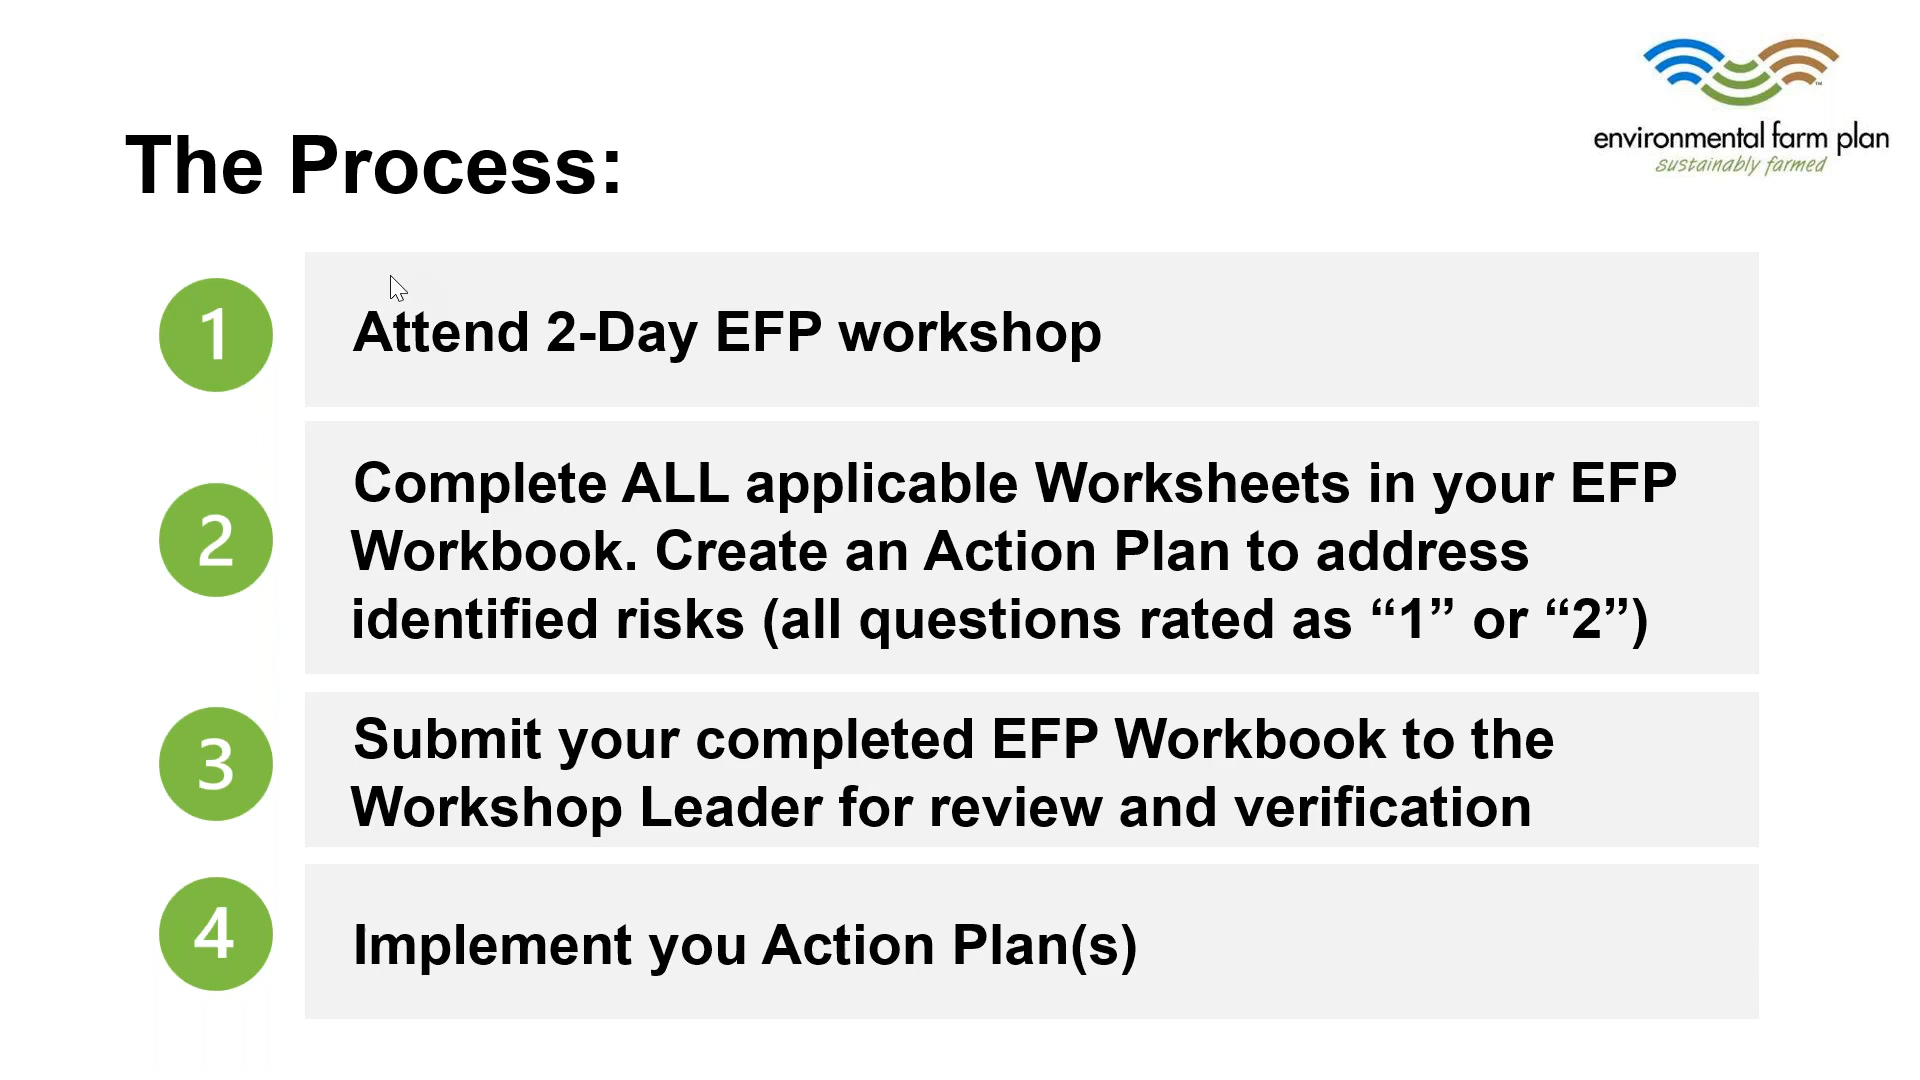 environmental farm plan
sustainably farmed
The Process:
1
Attend 2-Day EFP workshop
2
Complete ALL applicable Worksheets in your EFP
Workbook. Create an Action Plan to address
identified risks (all questions rated as “1” or “2”)
3
Submit your completed EFP Workbook to the
Workshop Leader for review and verification
4
Implement you Action Plan(s)